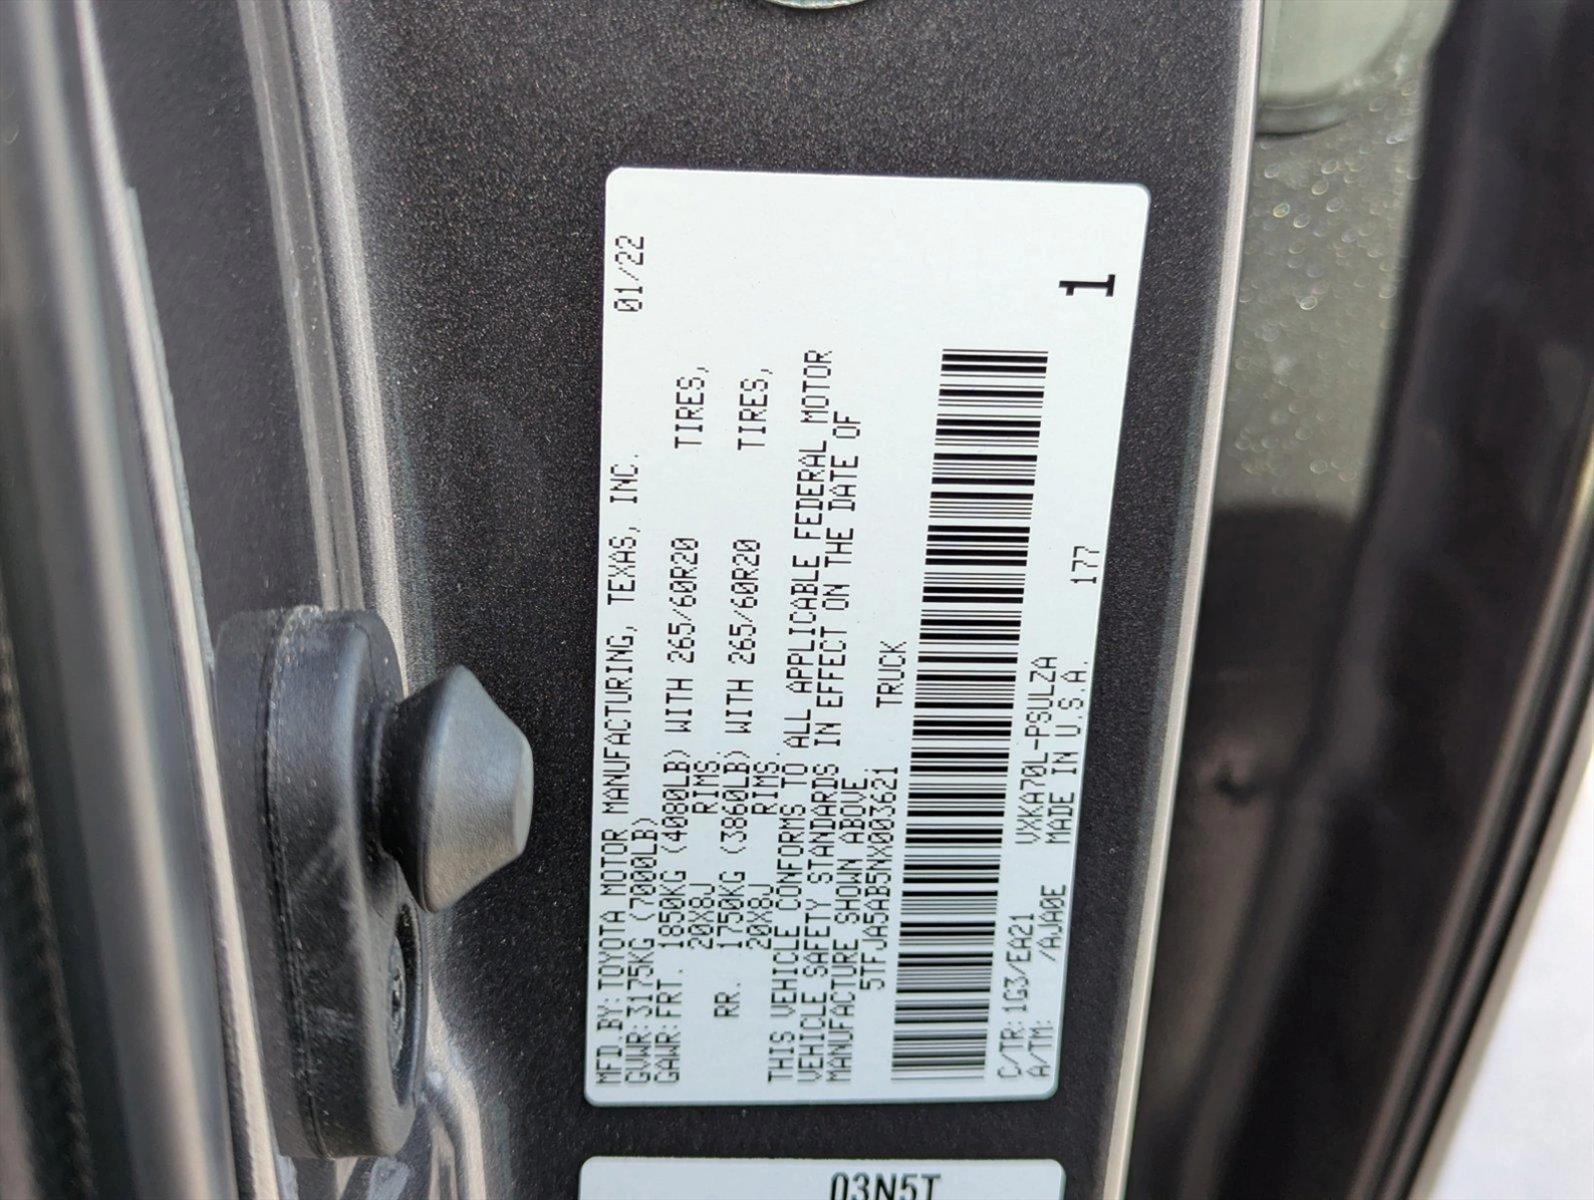 MFD.BY:TOYOTA MOTOR MANUFACTURING, TEXAS, INC. 01/22
GVWR:3175KG (7000LB)
GAWR:FRT. 1850KG (4080LB) WITH 265/60R20 TIRES,
20X8J RIMS.
RR. 1750KG (3860LB) WITH 265/60R20 TIRES,
20X8J RIMS.
THIS VEHICLE CONFORMS TO ALL APPLICABLE FEDERAL MOTOR
VEHICLE SAFETY STANDARDS IN EFFECT ON THE DATE OF
MANUFACTURE SHOWN ABOVE.
5TFJA5AB5NX003621 TRUCK
C/TR:1G3/EA21 VXKA70L-PSULZA
A/TM: /AJA0E MADE IN U.S.A. 177
1
03N5T